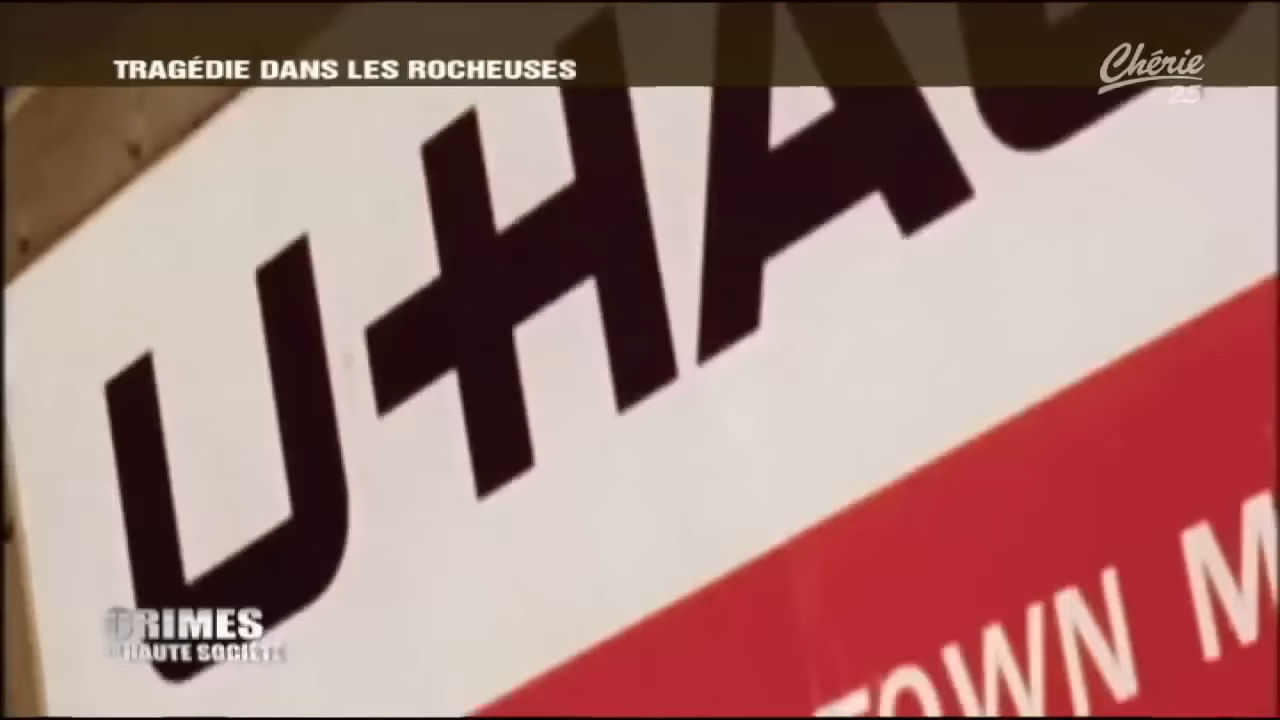 TRAGÉDIE DANS LES ROCHEUSES
Chérie
25
U-HAU
TOWN M
CRIMES
HAUTE SOCIÉTÉ